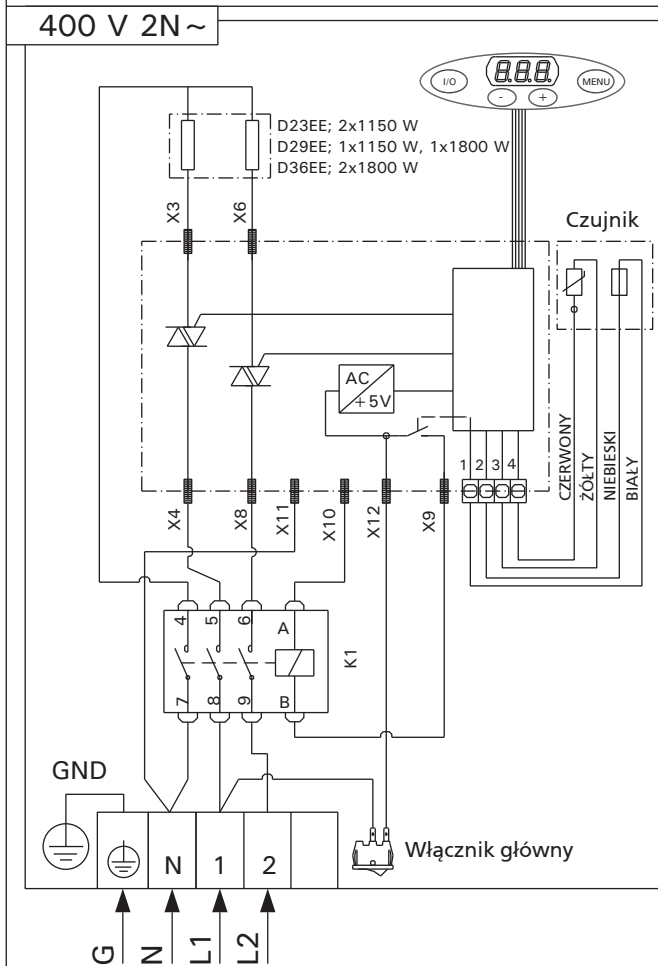 400 V 2N ~
I/O
8.8.8.
MENU
-
+
D23EE; 2x1150 W
D29EE; 1x1150 W, 1x1800 W
D36EE; 2x1800 W
X3
X6
Czujnik
AC
+5V
1
2
3
4
CZERWONY
ŻÓŁTY
NIEBIESKI
BIAŁY
X4
X8
X11
X10
X12
X9
4
5
6
A
K1
7
8
9
B
GND
N
1
2
Włącznik główny
G
N
L1
L2